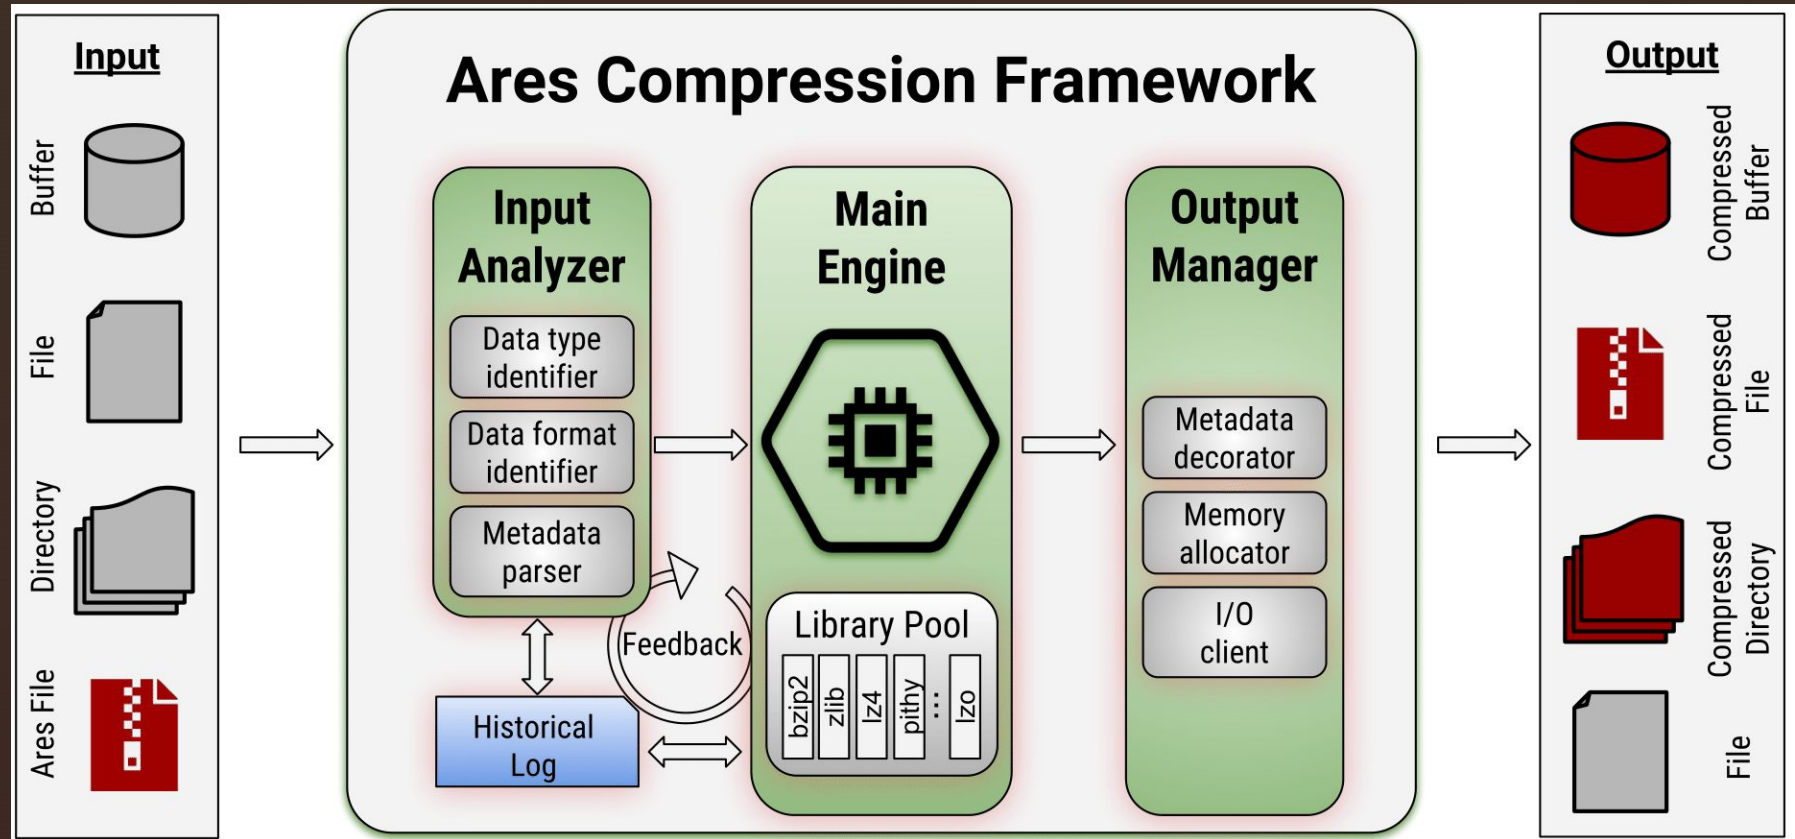 Input
Buffer
File
Directory
Ares File
Ares Compression Framework
Input
Analyzer
Data type
identifier
Data format
identifier
Metadata
parser
Feedback
Historical
Log
Main
Engine
Library Pool
bzip2
zlib
lz4
pithy
...
lzo
Output
Manager
Metadata
decorator
Memory
allocator
I/O
client
Output
Compressed
Buffer
Compressed
File
Compressed
Directory
File